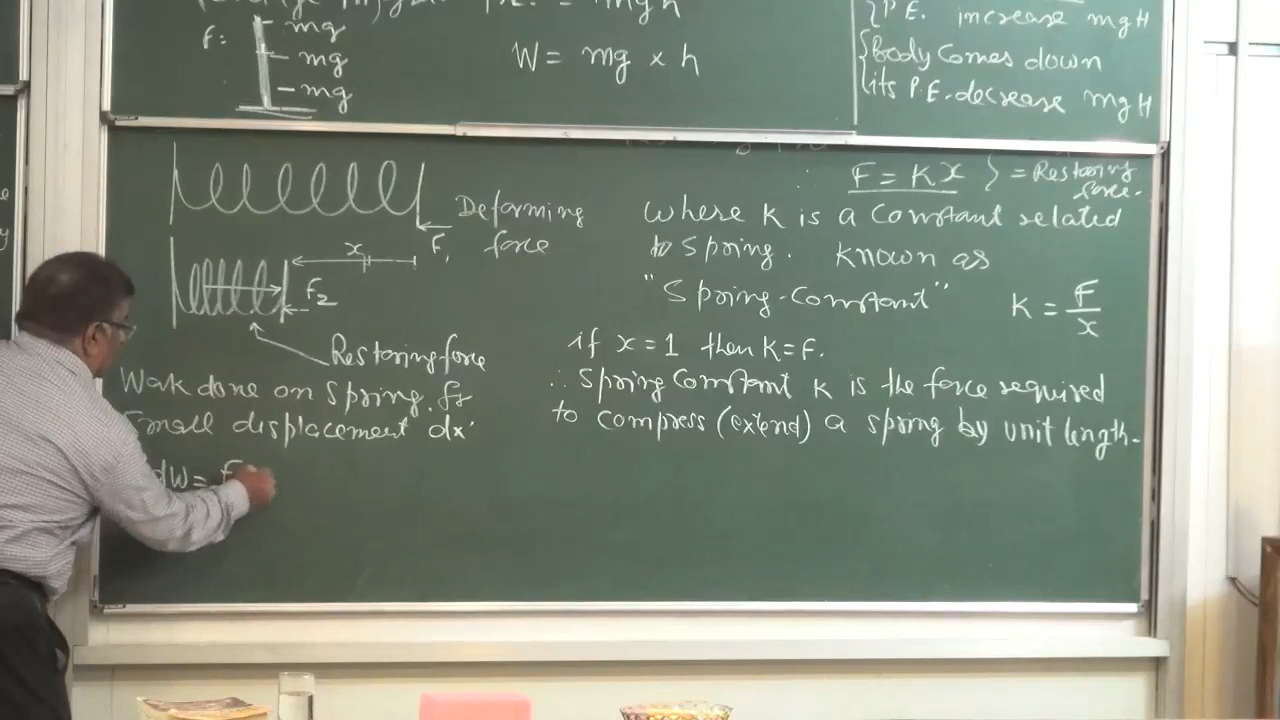 P.E. = mgh
F:
mg
mg
mg
W = mg × h
P.E. increase mgH
Body comes down
its P.E. decrease mgH
F₁
Deforming
force
x
F₂
Restoring force
Work done on Spring. for
Small displacement dx'
dW = F
F = Kx } = Restoring
force.
where K is a Constant related
to Spring. Known as
"Spring-Constant"
K = F/x
if x = 1 then K = F.
∴ Spring Constant K is the force required
to compress (extend) a spring by unit length.